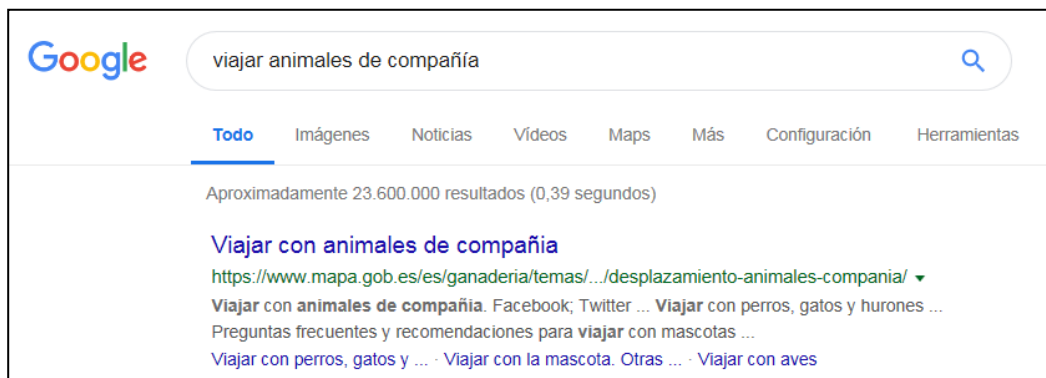 Google
viajar animales de compañía
Todo Imágenes Noticias Vídeos Maps Más Configuración Herramientas
Aproximadamente 23.600.000 resultados (0,39 segundos)
Viajar con animales de compañia
https://www.mapa.gob.es/es/ganaderia/temas/.../desplazamiento-animales-compania/
Viajar con animales de compañia. Facebook; Twitter ... Viajar con perros, gatos y hurones ...
Preguntas frecuentes y recomendaciones para viajar con mascotas ...
Viajar con perros, gatos y ... · Viajar con la mascota. Otras ... · Viajar con aves